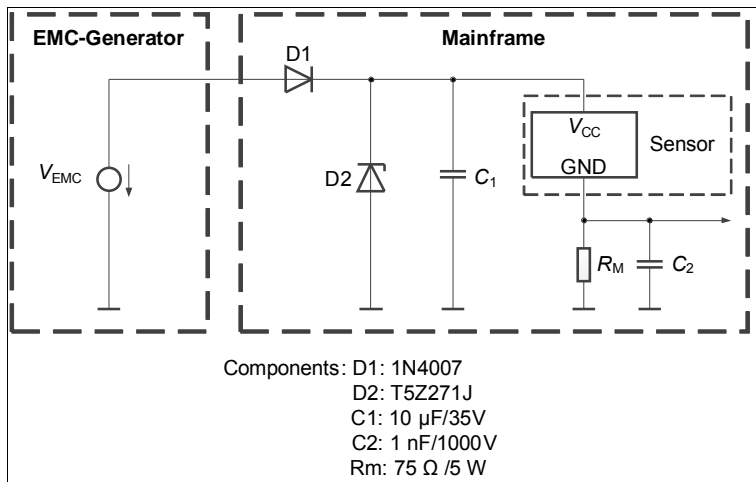 EMC-Generator
Mainframe
D1
VCC
Sensor
VEMC
D2
C1
GND
RM
C2
Components: D1: 1N4007
D2: T5Z271J
C1: 10 µF/35V
C2: 1 nF/1000V
Rm: 75 Ω /5 W